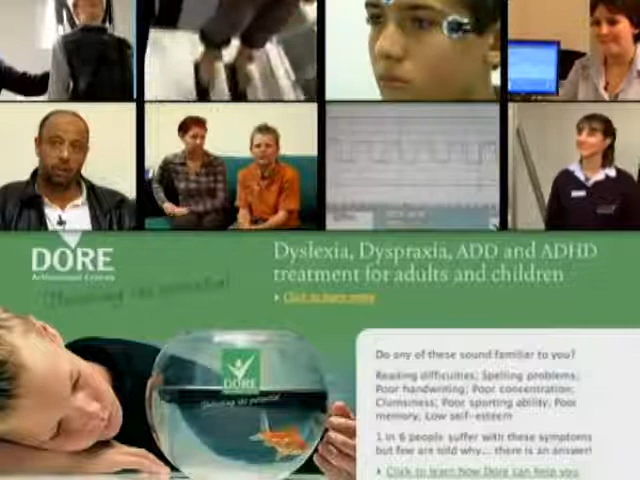 DORE
Achievement Centres
Dyslexia, Dyspraxia, ADD and ADHD
treatment for adults and children
Click to learn more
DORE
Unlocking the potential
Do any of these sound familiar to you?
Reading difficulties; Spelling problems;
Poor handwriting; Poor concentration;
Clumsiness; Poor sporting ability; Poor
memory; Low self-esteem
1 in 6 people suffer with these symptoms
but few are told why... there is an answer!
Click to learn how Dore can help you